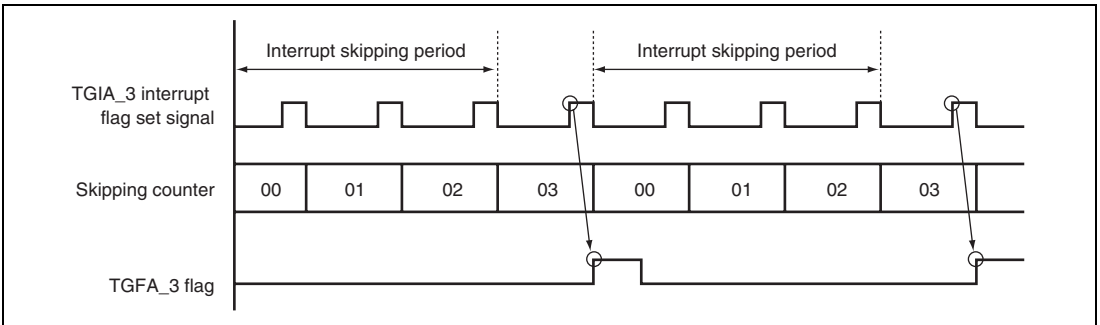 Interrupt skipping period Interrupt skipping period
TGIA_3 interrupt
flag set signal
Skipping counter 00 01 02 03 00 01 02 03
TGFA_3 flag